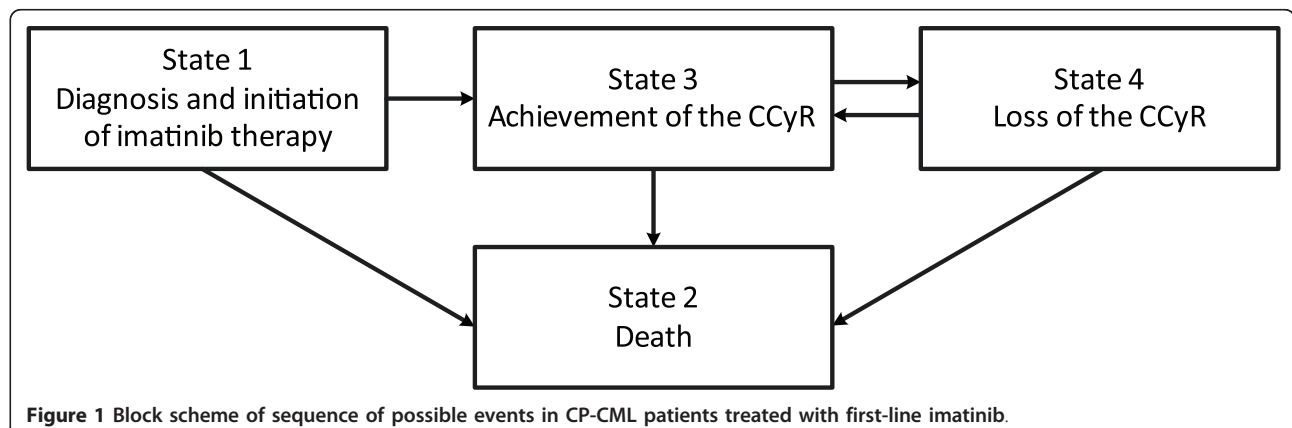 State 1
Diagnosis and initiation
of imatinib therapy
State 3
Achievement of the CCyR
State 4
Loss of the CCyR
State 2
Death
Figure 1 Block scheme of sequence of possible events in CP-CML patients treated with first-line imatinib.